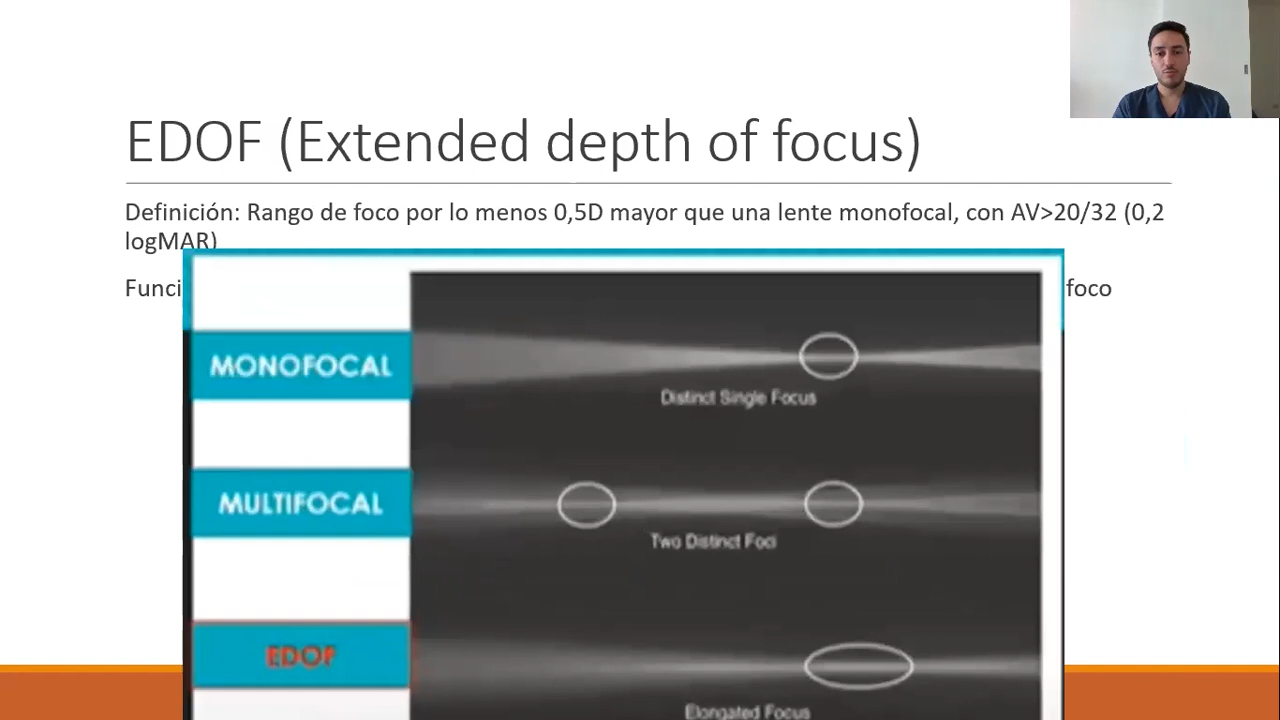 EDOF (Extended depth of focus)
Definición: Rango de foco por lo menos 0,5D mayor que una lente monofocal, con AV>20/32 (0,2
logMAR)
foco
MONOFOCAL
Distinct Single Focus
MULTIFOCAL
Two Distinct Foci
EDOF
Elongated Focus